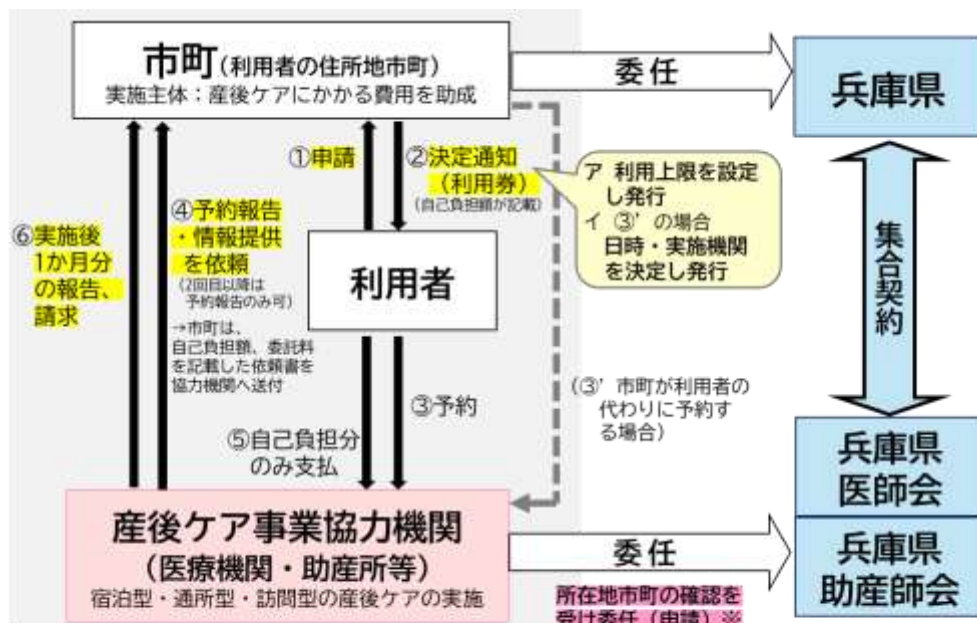 市町(利用者の住所地市町)
実施主体：産後ケアにかかる費用を助成
委任
兵庫県
①申請
②決定通知
（利用券）
(自己負担額が記載)
ア 利用上限を設定
し発行
イ ③’の場合
日時・実施機関
を決定し発行
④予約報告
・情報提供
を依頼
(2回目以降は
予約報告のみ可)
→市町は、
自己負担額、委託料
を記載した依頼書を
協力機関へ送付
⑥実施後
1か月分
の報告、
請求
利用者
集合契約
③予約
(③’市町が利用者の
代わりに予約す
る場合)
⑤自己負担分
のみ支払
産後ケア事業協力機関
（医療機関・助産所等）
宿泊型・通所型・訪問型の産後ケアの実施
委任
兵庫県
医師会
兵庫県
助産師会
所在地市町の確認を
受け委任（申請）※